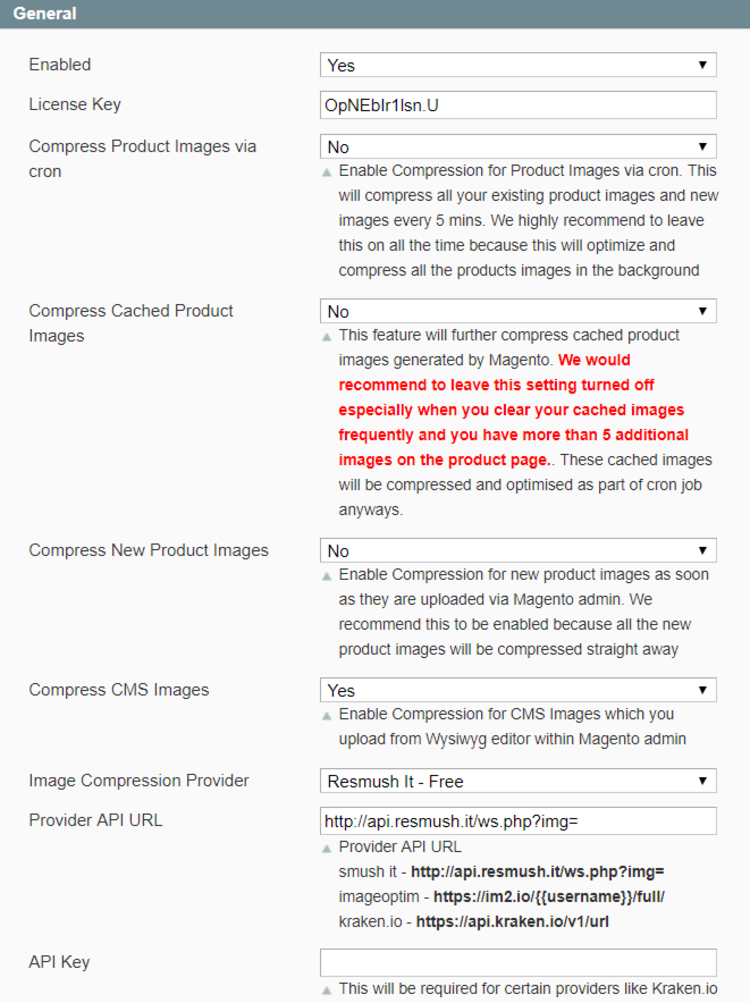 General
Enabled
Yes
License Key
OpNEbIr1Isn.U
Compress Product Images via
cron
No
Enable Compression for Product Images via cron. This
will compress all your existing product images and new
images every 5 mins. We highly recommend to leave
this on all the time because this will optimize and
compress all the products images in the background
Compress Cached Product
Images
No
This feature will further compress cached product
images generated by Magento. We would
recommend to leave this setting turned off
especially when you clear your cached images
frequently and you have more than 5 additional
images on the product page.. These cached images
will be compressed and optimised as part of cron job
anyways.
Compress New Product Images
No
Enable Compression for new product images as soon
as they are uploaded via Magento admin. We
recommend this to be enabled because all the new
product images will be compressed straight away
Compress CMS Images
Yes
Enable Compression for CMS Images which you
upload from Wysiwyg editor within Magento admin
Image Compression Provider
Resmush It - Free
Provider API URL
http://api.resmush.it/ws.php?img=
Provider API URL
smush it - http://api.resmush.it/ws.php?img=
imageoptim - https://im2.io/{{username}}/full/
kraken.io - https://api.kraken.io/v1/url
API Key
This will be required for certain providers like Kraken.io